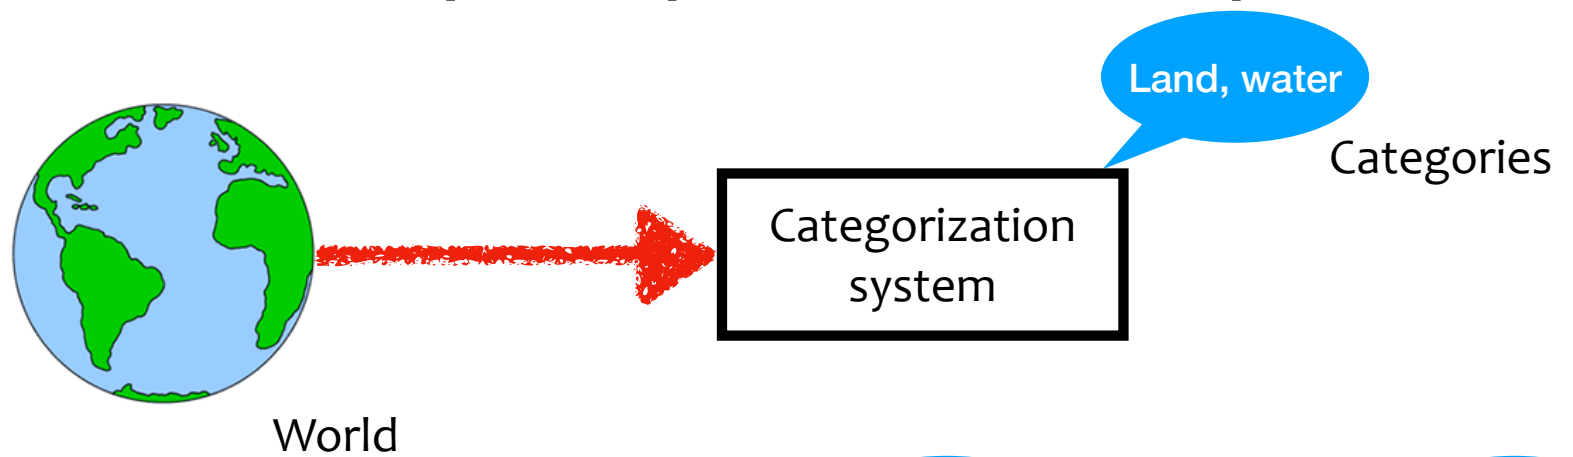 Land, water
Categories
Categorization
system
World